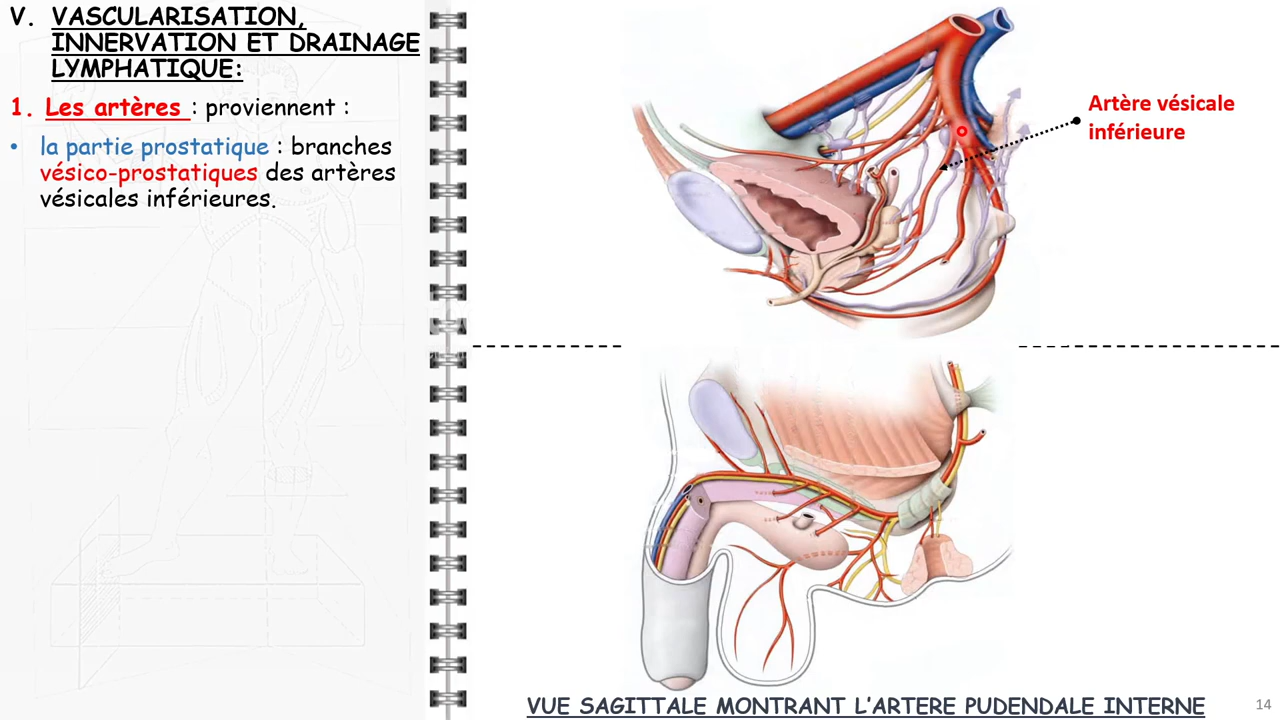 V. VASCULARISATION,
INNERVATION ET DRAINAGE
LYMPHATIQUE:
1. Les artères : proviennent :
• la partie prostatique : branches
vésico-prostatiques des artères
vésicales inférieures.
Artère vésicale
inférieure
VUE SAGITTALE MONTRANT L'ARTERE PUDENDALE INTERNE
14